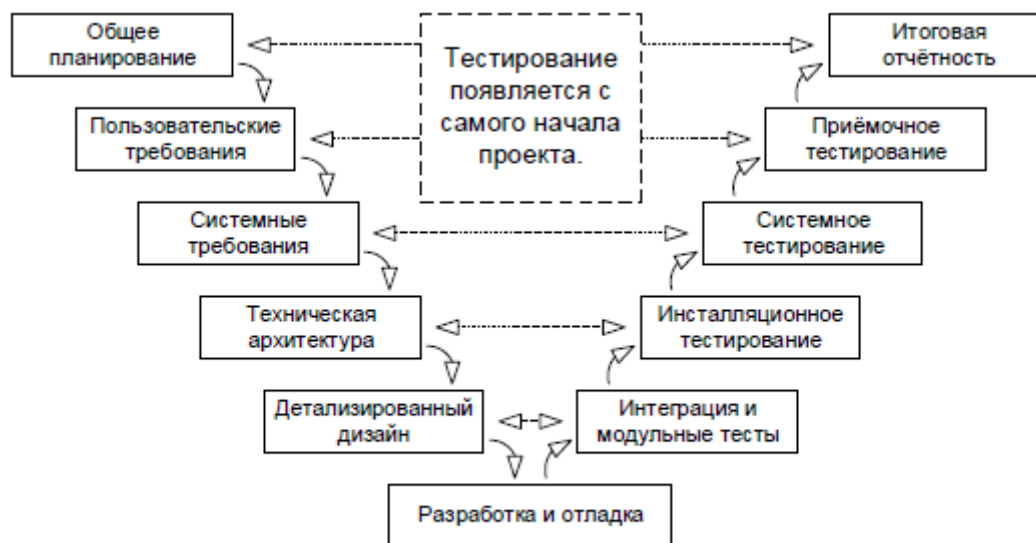 Общее
планирование
Тестирование
появляется с
самого начала
проекта.
Итоговая
отчётность
Пользовательские
требования
Приёмочное
тестирование
Системные
требования
Системное
тестирование
Техническая
архитектура
Инсталляционное
тестирование
Детализированный
дизайн
Интеграция и
модульные тесты
Разработка и отладка